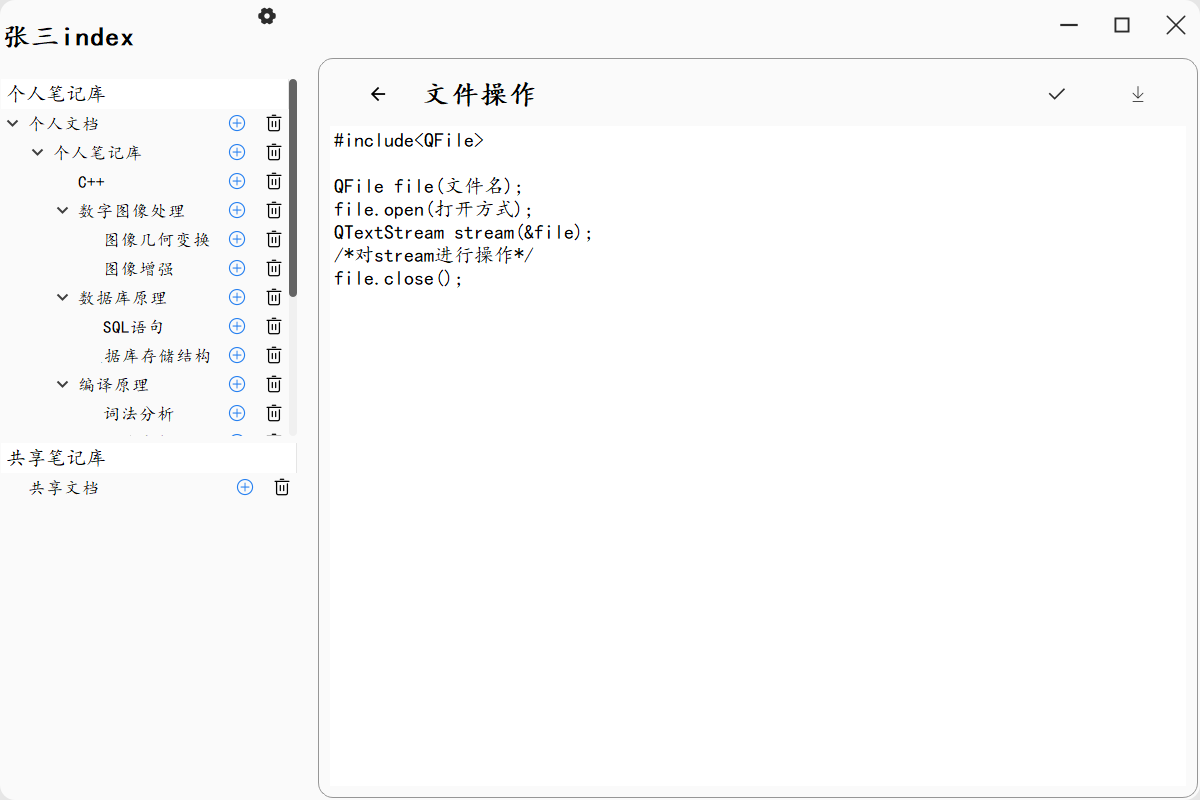 张三index
个人笔记库
个人文档
个人笔记库
C++
数字图像处理
图像几何变换
图像增强
数据库原理
SQL语句
据库存储结构
编译原理
词法分析
共享笔记库
共享文档
文件操作
#include<QFile>
QFile file(文件名);
file.open(打开方式);
QTextStream stream(&file);
/*对stream进行操作*/
file.close();